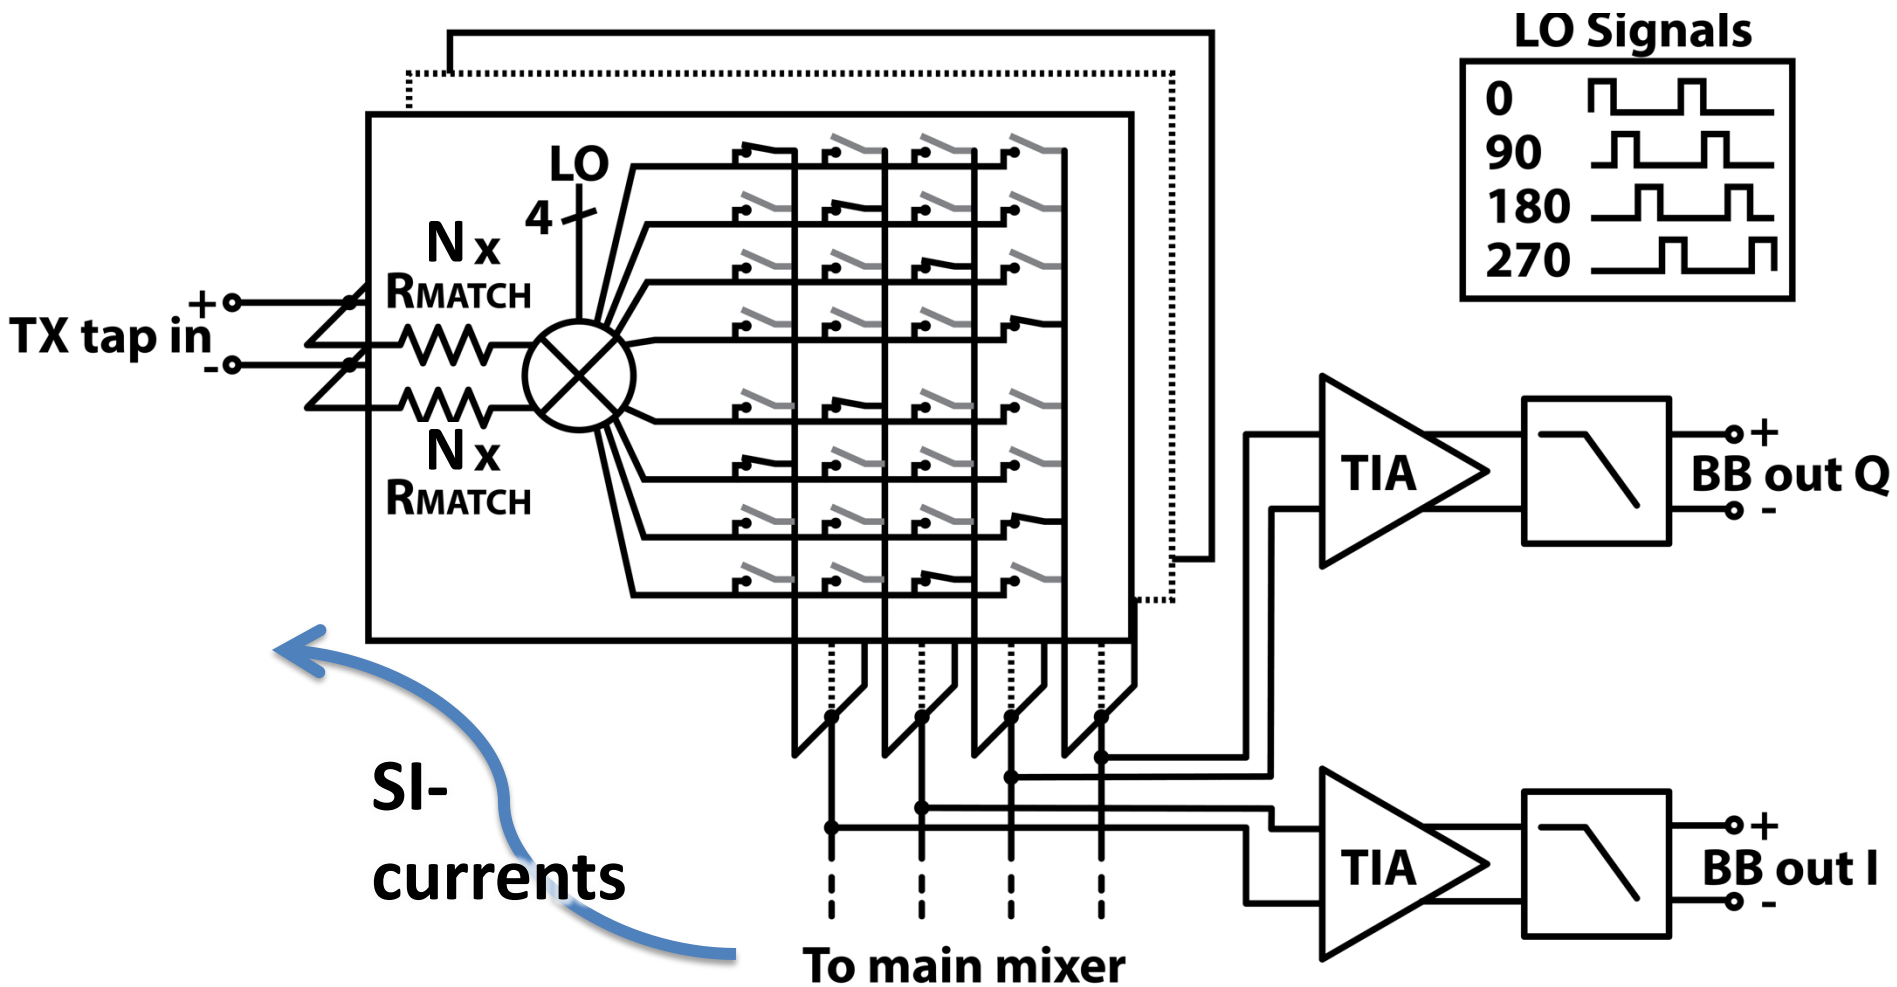 LO Signals
0
90
180
270
LO
4
N x
RMATCH
+
TX tap in
-
N x
RMATCH
TIA
+
BB out Q
-
SI-
currents
TIA
+
BB out I
-
To main mixer